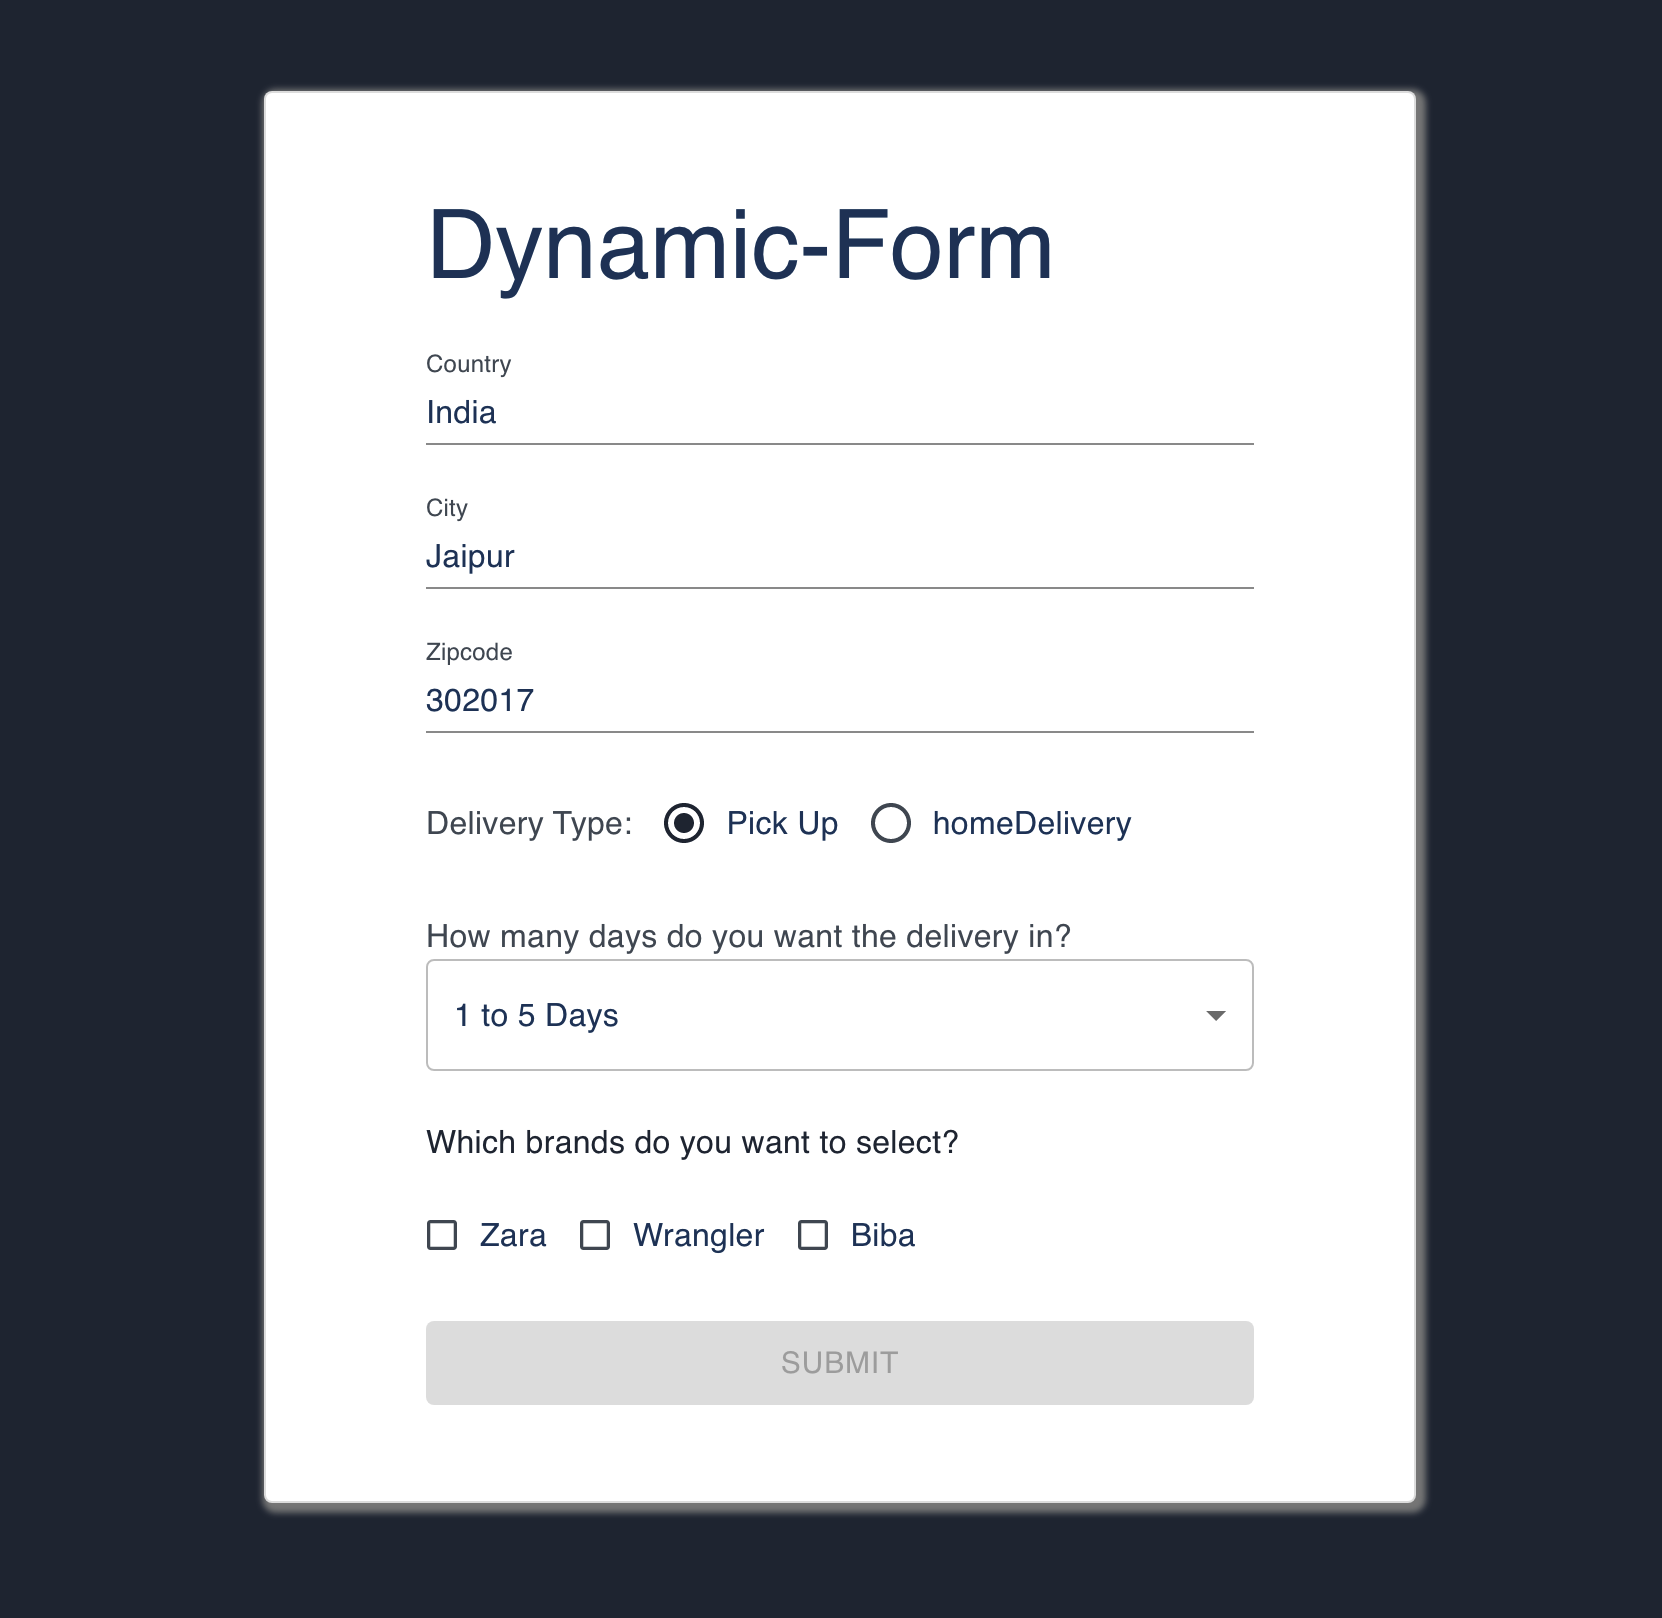 Dynamic-Form
Country
India
City
Jaipur
Zipcode
302017
Delivery Type: Pick Up homeDelivery
How many days do you want the delivery in?
1 to 5 Days
Which brands do you want to select?
Zara Wrangler Biba
SUBMIT